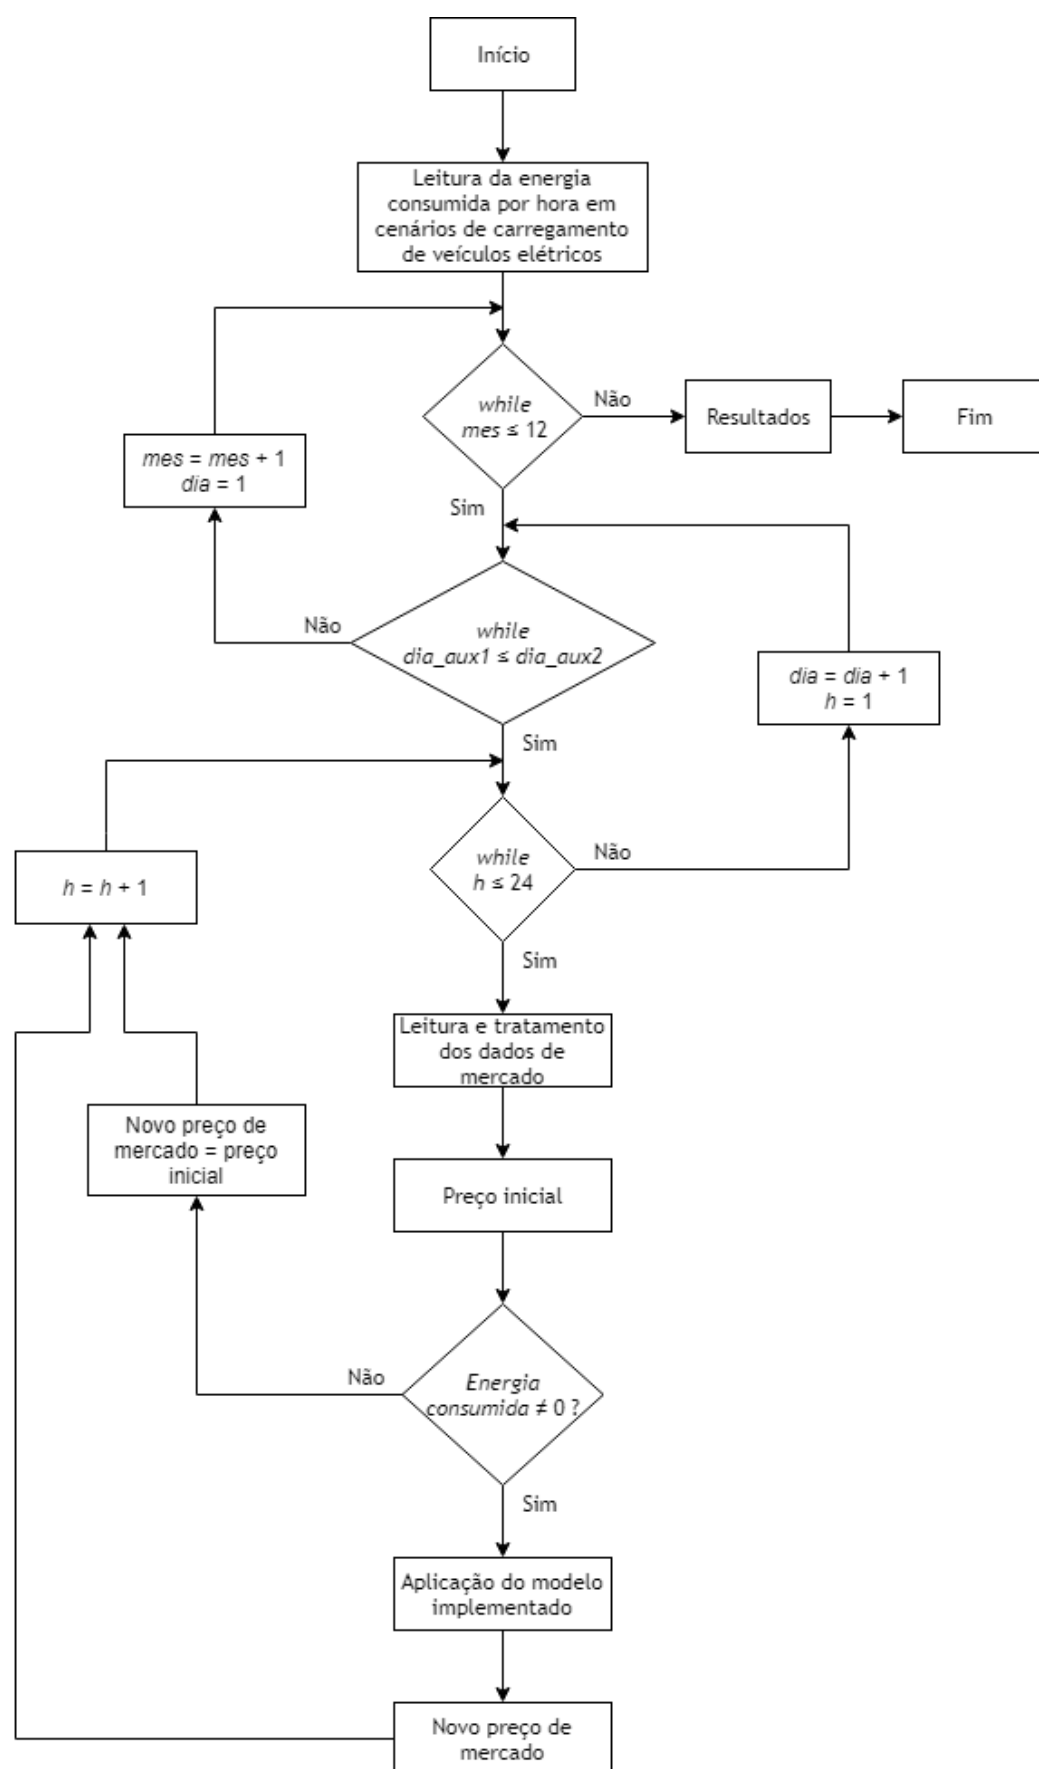 Início
Leitura da energia
consumida por hora em
cenários de carregamento
de veículos elétricos
while
mes ≤ 12
Não
Resultados
Fim
mes = mes + 1
dia = 1
Sim
Não
while
dia_aux1 ≤ dia_aux2
dia = dia + 1
h = 1
Sim
while
h ≤ 24
Não
h = h + 1
Sim
Leitura e tratamento
dos dados de
mercado
Novo preço de
mercado = preço
inicial
Preço inicial
Não
Energia
consumida ≠ 0 ?
Sim
Aplicação do modelo
implementado
Novo preço de
mercado